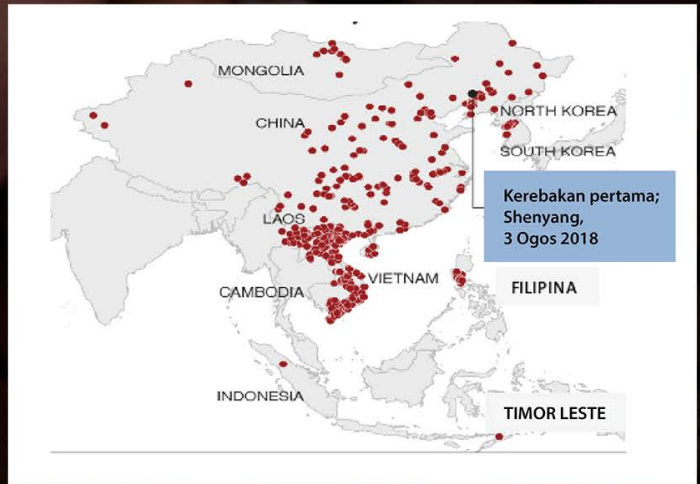 MONGOLIA
CHINA
NORTH KOREA
SOUTH KOREA
Kerebakan pertama;
Shenyang,
3 Ogos 2018
LAOS
VIETNAM
CAMBODIA
FILIPINA
INDONESIA
TIMOR LESTE